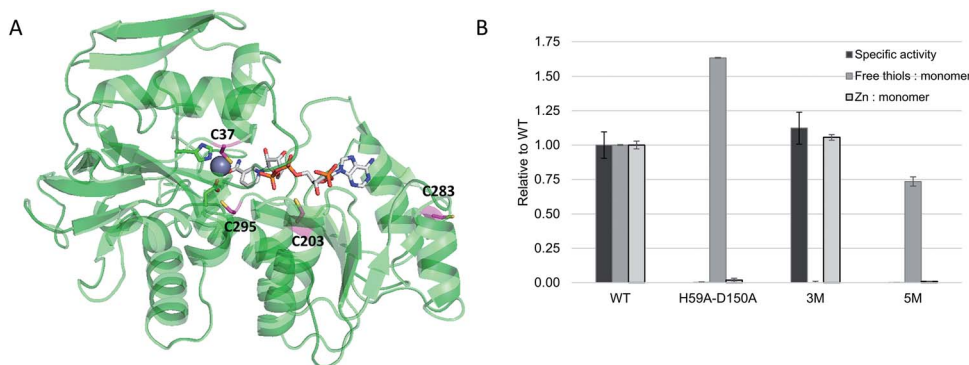 A
C37
C295
C203
C283
B
Relative to WT
1.75
1.50
1.25
1.00
0.75
0.50
0.25
0.00
Specific activity
Free thiols : monomer
Zn : monomer
WT
H59A-D150A
3M
5M